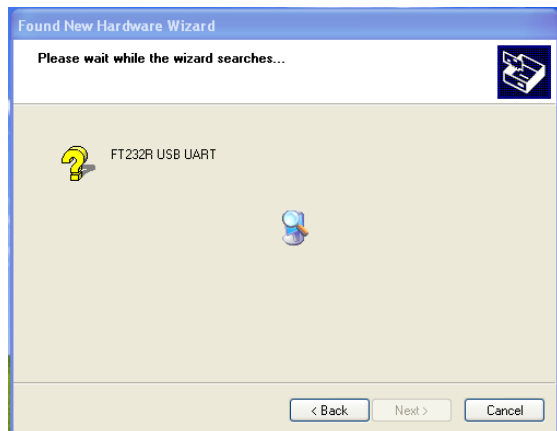 Found New Hardware Wizard
Please wait while the wizard searches...
FT232R USB UART
< Back
Next >
Cancel